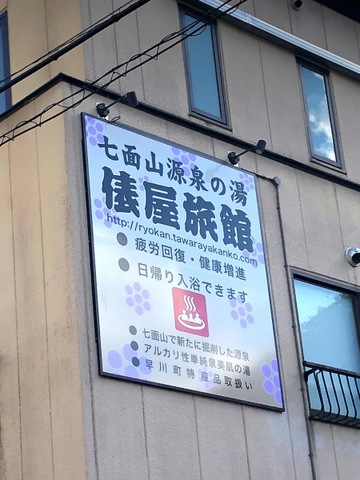 七面山源泉の湯
俵屋旅館
http://ryokan.tawarayakanko.com
● 疲労回復・健康増進
● 日帰り入浴できます
● 七面山で新たに掘削した源泉
● アルカリ性単純泉美肌の湯
● 早川町特産品取扱い